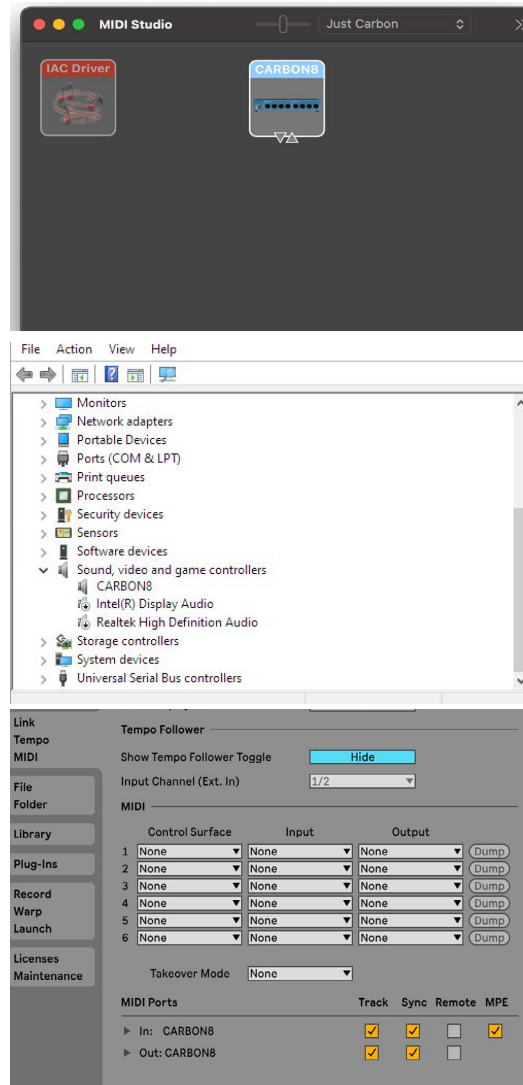 MIDI Studio Just Carbon
IAC Driver CARBON8
File Action View Help
Monitors
Network adapters
Portable Devices
Ports (COM & LPT)
Print queues
Processors
Security devices
Sensors
Software devices
Sound, video and game controllers
CARBON8
Intel(R) Display Audio
Realtek High Definition Audio
Storage controllers
System devices
Universal Serial Bus controllers
Link
Tempo
MIDI
File
Folder
Library
Plug-Ins
Record
Warp
Launch
Licenses
Maintenance
Tempo Follower
Show Tempo Follower Toggle Hide
Input Channel (Ext. In) 1/2
MIDI
Control Surface Input Output
1 None None None Dump
2 None None None Dump
3 None None None Dump
4 None None None Dump
5 None None None Dump
6 None None None Dump
Takeover Mode None
MIDI Ports Track Sync Remote MPE
In: CARBON8
Out: CARBON8